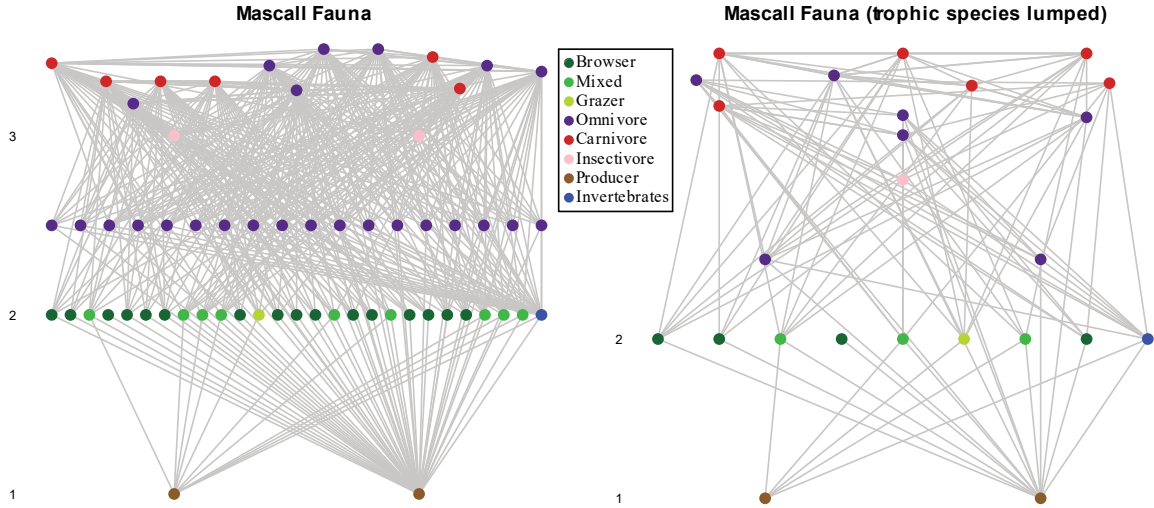 Mascall Fauna
Mascall Fauna (trophic species lumped)
Browser
Mixed
Grazer
Omnivore
Carnivore
Insectivore
Producer
Invertebrates
3
2
1
2
1